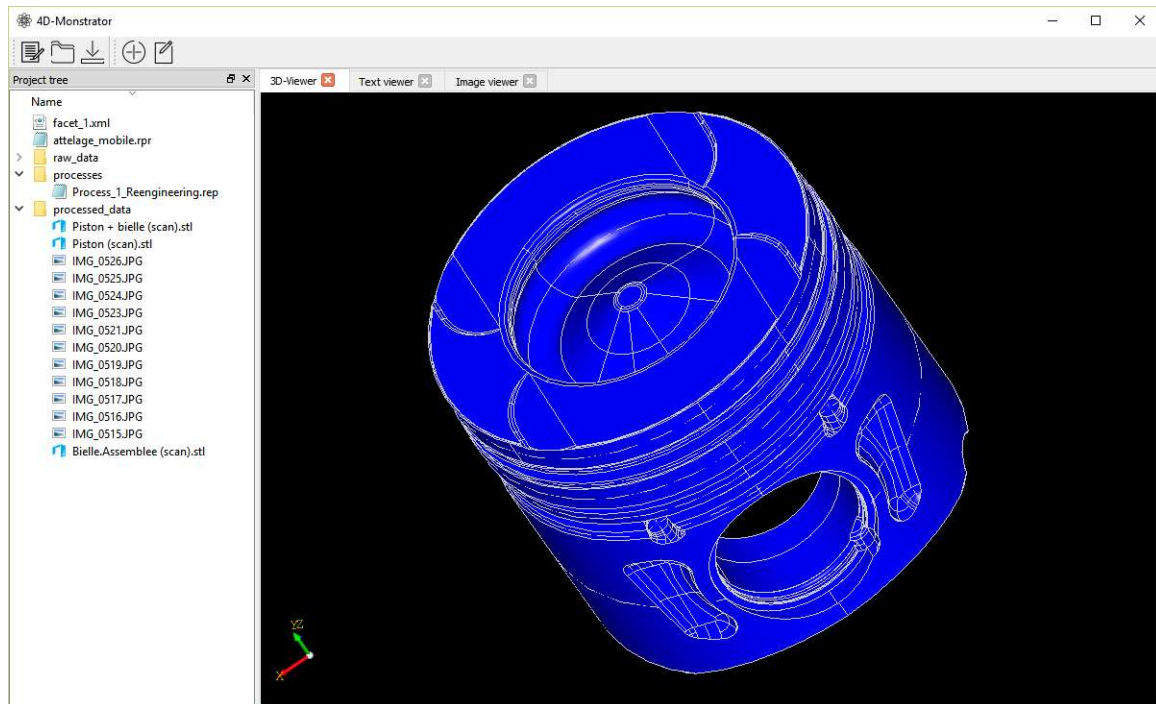 4D-Monstrator
Project tree
3D-Viewer
Text viewer
Image viewer
Name
facet_1.xml
attelage_mobile.rpr
raw_data
processes
Process_1_Reengineering.rep
processed_data
Piston + bielle (scan).stl
Piston (scan).stl
IMG_0526.JPG
IMG_0525.JPG
IMG_0524.JPG
IMG_0523.JPG
IMG_0521.JPG
IMG_0520.JPG
IMG_0519.JPG
IMG_0518.JPG
IMG_0517.JPG
IMG_0516.JPG
IMG_0515.JPG
Bielle.Assemblee (scan).stl
YZ
X